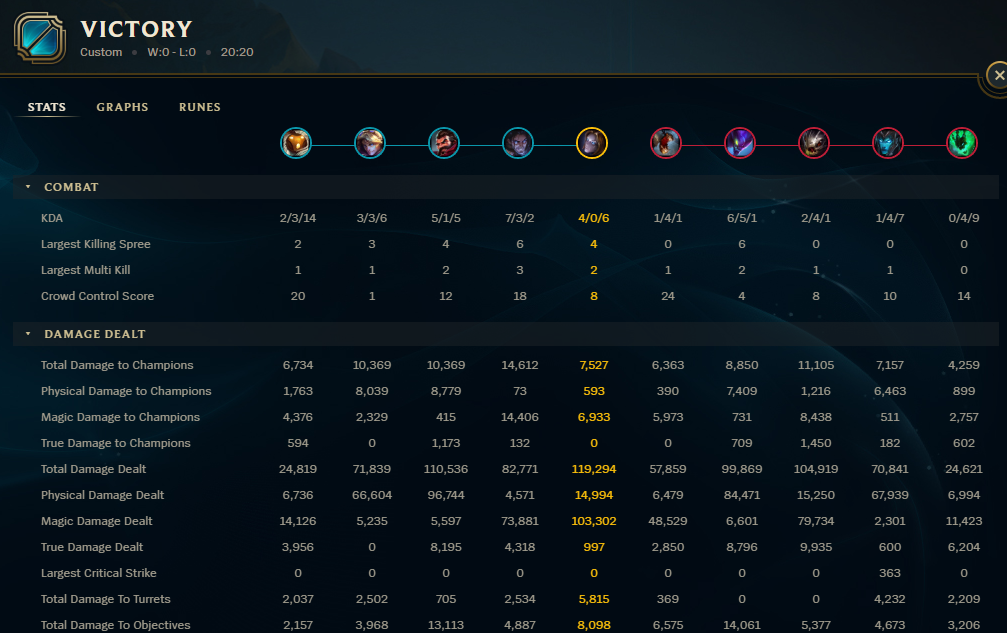 VICTORY
Custom • W:0 - L:0 • 20:20
STATS GRAPHS RUNES
COMBAT
KDA 2/3/14 3/3/6 5/1/5 7/3/2 4/0/6 1/4/1 6/5/1 2/4/1 1/4/7 0/4/9
Largest Killing Spree 2 3 4 6 4 0 6 0 0 0
Largest Multi Kill 1 1 2 3 2 1 2 1 1 0
Crowd Control Score 20 1 12 18 8 24 4 8 10 14
DAMAGE DEALT
Total Damage to Champions 6,734 10,369 10,369 14,612 7,527 6,363 8,850 11,105 7,157 4,259
Physical Damage to Champions 1,763 8,039 8,779 73 593 390 7,409 1,216 6,463 899
Magic Damage to Champions 4,376 2,329 415 14,406 6,933 5,973 731 8,438 511 2,757
True Damage to Champions 594 0 1,173 132 0 0 709 1,450 182 602
Total Damage Dealt 24,819 71,839 110,536 82,771 119,294 57,859 99,869 104,919 70,841 24,621
Physical Damage Dealt 6,736 66,604 96,744 4,571 14,994 6,479 84,471 15,250 67,939 6,994
Magic Damage Dealt 14,126 5,235 5,597 73,881 103,302 48,529 6,601 79,734 2,301 11,423
True Damage Dealt 3,956 0 8,195 4,318 997 2,850 8,796 9,935 600 6,204
Largest Critical Strike 0 0 0 0 0 0 0 0 363 0
Total Damage To Turrets 2,037 2,502 705 2,534 5,815 369 0 0 4,232 2,209
Total Damage To Objectives 2,157 3,968 13,113 4,887 8,098 6,575 14,061 5,377 4,673 3,206